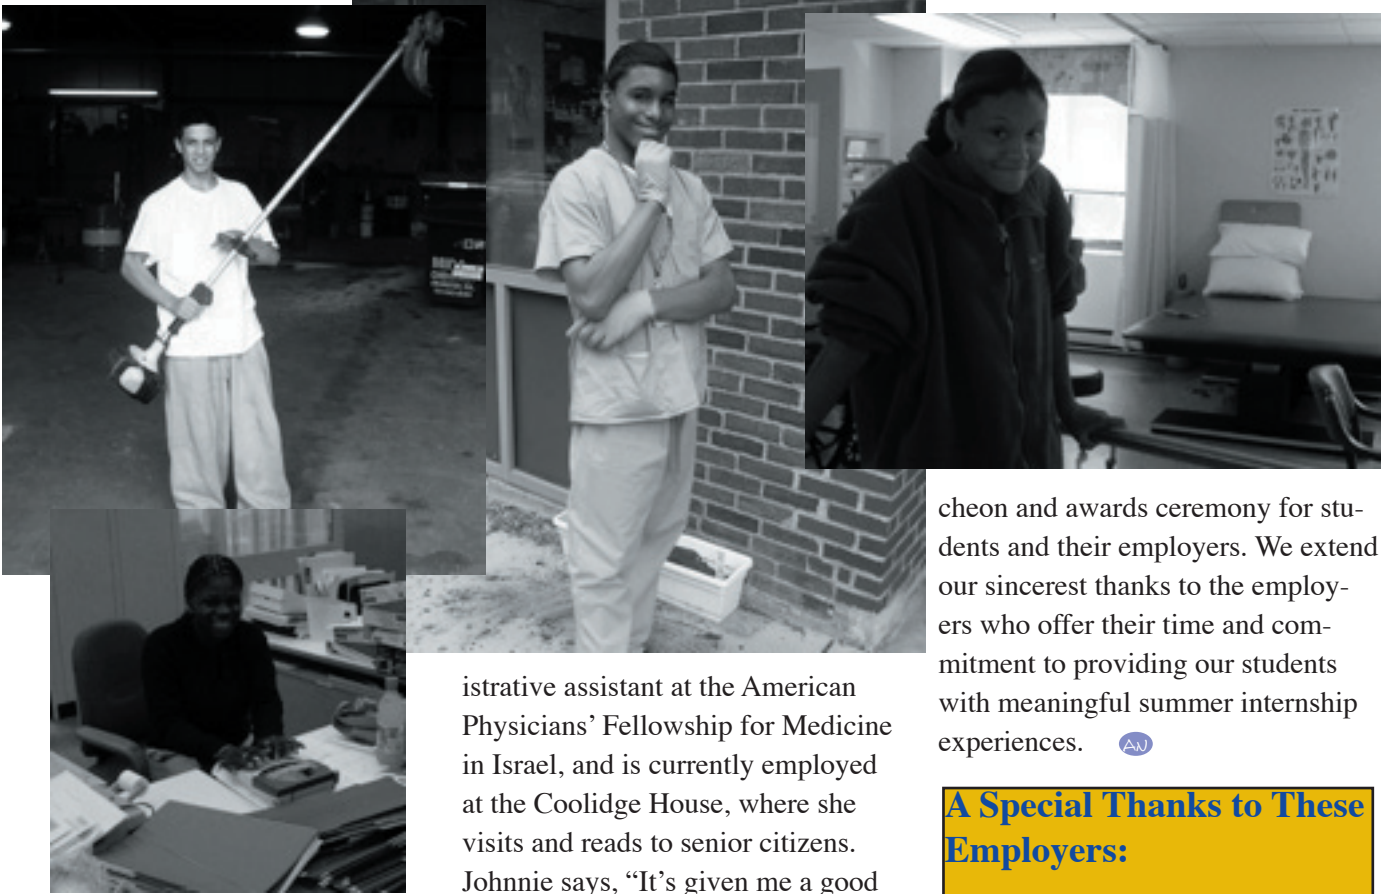 istrative assistant at the American
Physicians’ Fellowship for Medicine
in Israel, and is currently employed
at the Coolidge House, where she
visits and reads to senior citizens.
Johnnie says, “It’s given me a good
cheon and awards ceremony for stu-
dents and their employers. We extend
our sincerest thanks to the employ-
ers who offer their time and com-
mitment to providing our students
with meaningful summer internship
experiences. AN
A Special Thanks to These
Employers: